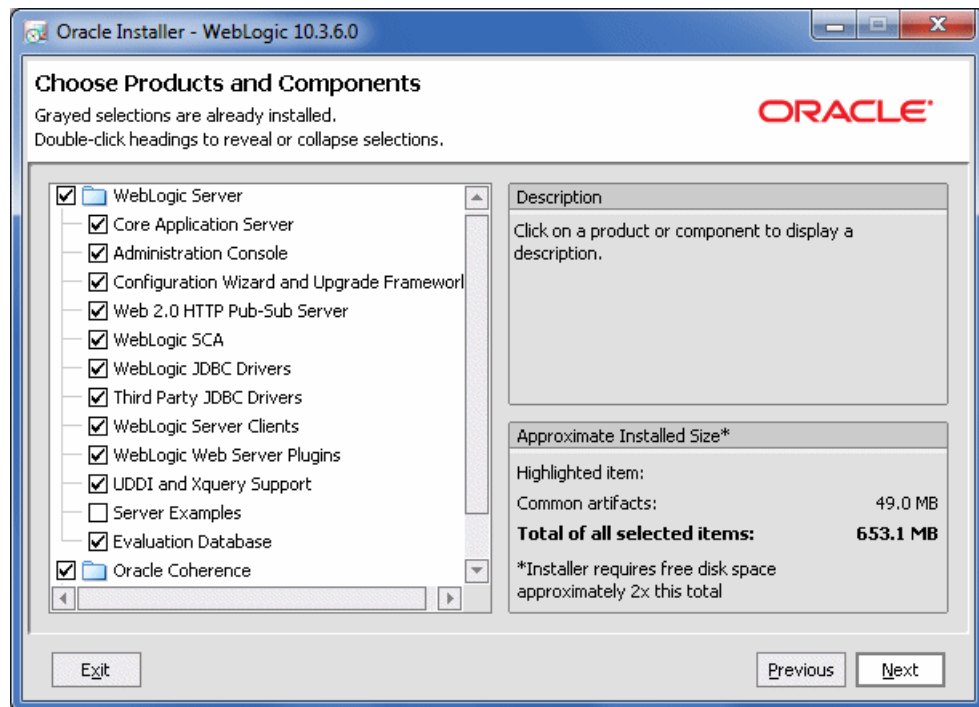 Oracle Installer - WebLogic 10.3.6.0
Choose Products and Components
Grayed selections are already installed.
Double-click headings to reveal or collapse selections.
ORACLE
WebLogic Server
Core Application Server
Administration Console
Configuration Wizard and Upgrade Framework
Web 2.0 HTTP Pub-Sub Server
WebLogic SCA
WebLogic JDBC Drivers
Third Party JDBC Drivers
WebLogic Server Clients
WebLogic Web Server Plugins
UDDI and Xquery Support
Server Examples
Evaluation Database
Oracle Coherence
Description
Click on a product or component to display a
description.
Approximate Installed Size*
Highlighted item:
Common artifacts: 49.0 MB
Total of all selected items: 653.1 MB
*Installer requires free disk space
approximately 2x this total
Exit
Previous
Next